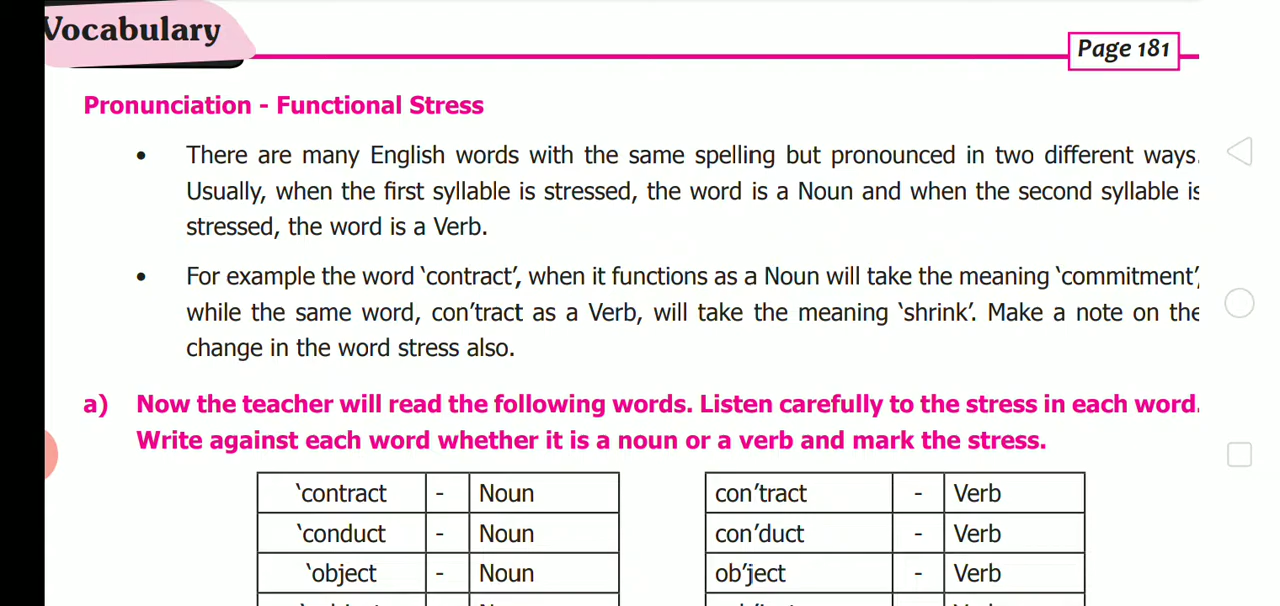 Vocabulary
Page 181
Pronunciation - Functional Stress
• There are many English words with the same spelling but pronounced in two different ways.
Usually, when the first syllable is stressed, the word is a Noun and when the second syllable is
stressed, the word is a Verb.
• For example the word ‘contract’, when it functions as a Noun will take the meaning ‘commitment’,
while the same word, con’tract as a Verb, will take the meaning ‘shrink’. Make a note on the
change in the word stress also.
a) Now the teacher will read the following words. Listen carefully to the stress in each word.
Write against each word whether it is a noun or a verb and mark the stress.
‘contract - Noun con’tract - Verb
‘conduct - Noun con’duct - Verb
‘object - Noun ob’ject - Verb